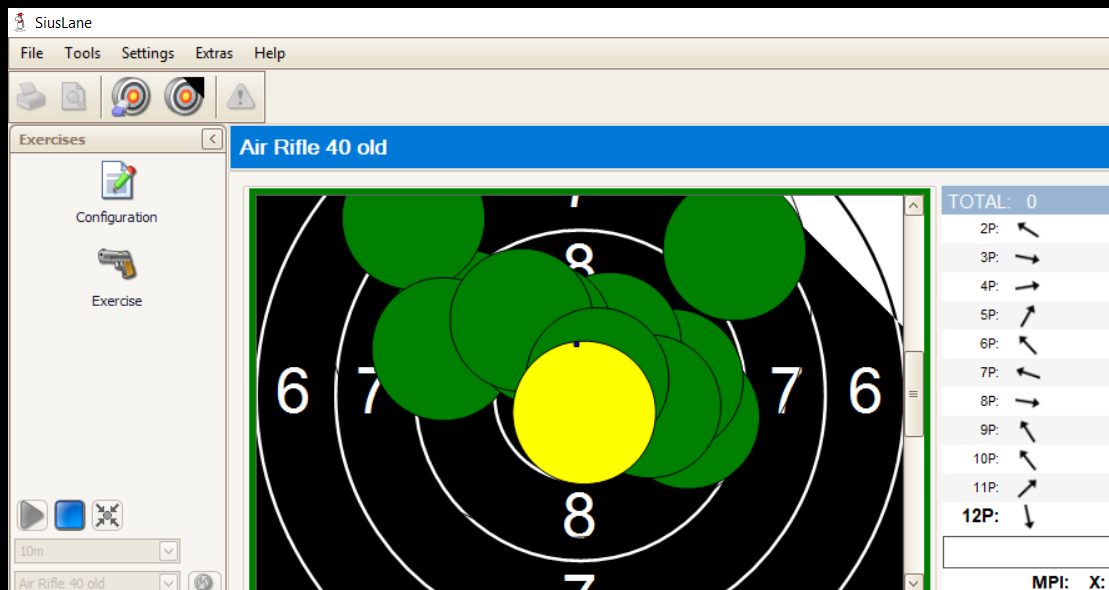 SiusLane
File Tools Settings Extras Help
Exercises
Air Rifle 40 old
Configuration
Exercise
10m
Air Rifle 40 old
7
8
6 7 7 6
8
7
TOTAL: 0
2P:
3P:
4P:
5P:
6P:
7P:
8P:
9P:
10P:
11P:
12P:
MPI: X: